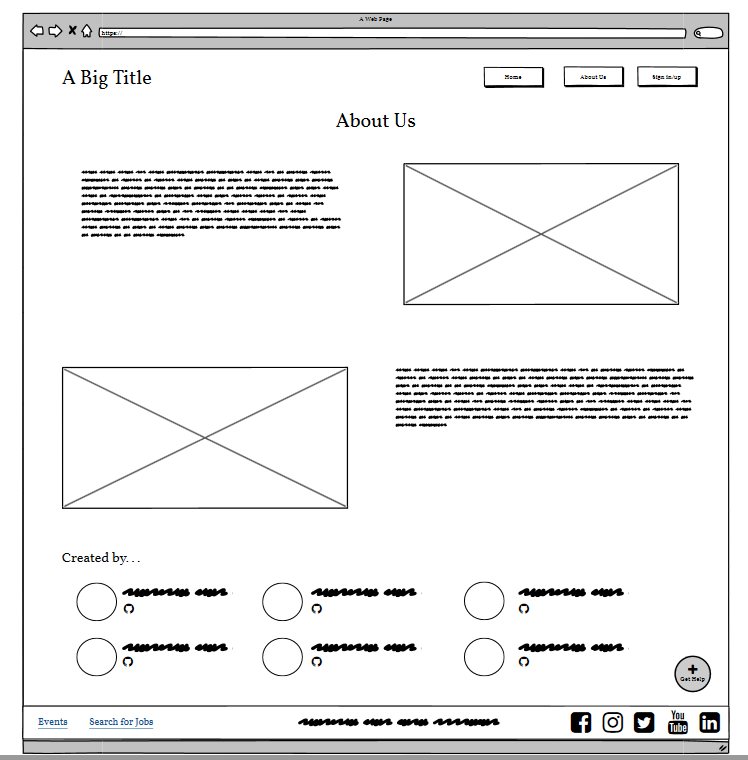 A Web Page
https://
A Big Title
Home
About Us
Sign in/up
About Us
Created by. . .
Get Help
Events
Search for Jobs
You
Tube
in